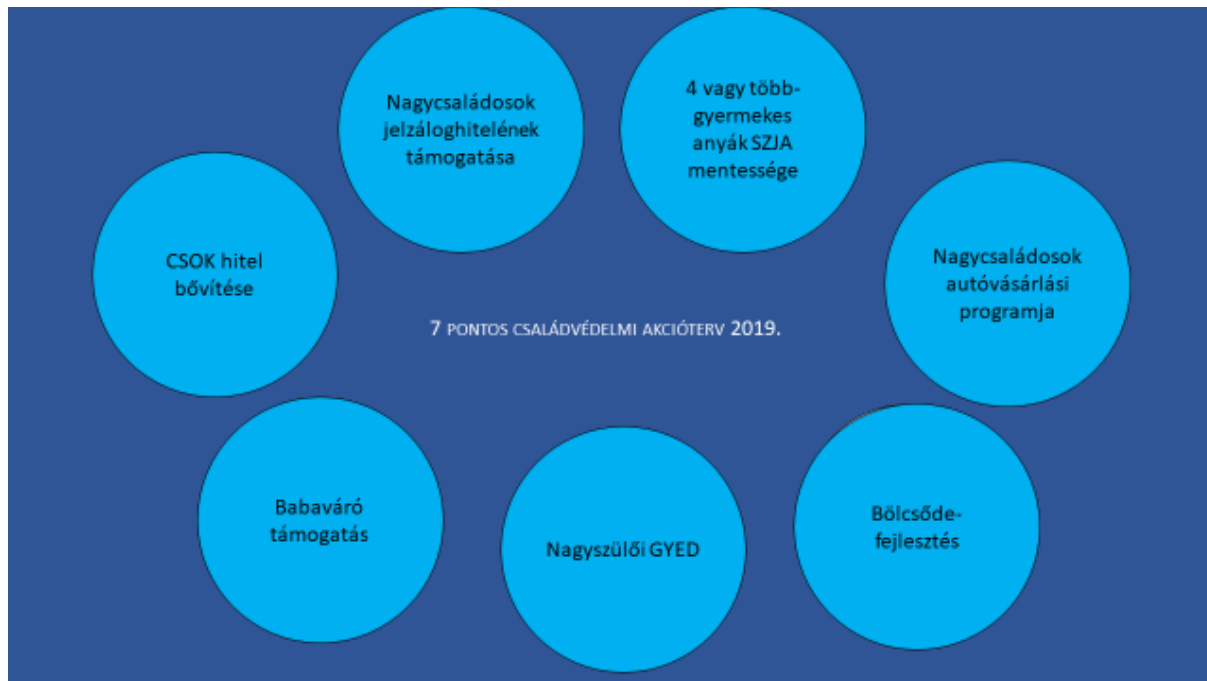 Nagycsaládosok
jelzáloghitelének
támogatása
4 vagy több-
gyermekes
anyák SZJA
mentessége
CSOK hitel
bővítése
Nagycsaládosok
autóvásárlási
programja
7 PONTOS CSALÁDVÉDELMI AKCIÓTERV 2019.
Babaváró
támogatás
Nagyszülői GYED
Bölcsőde-
fejlesztés